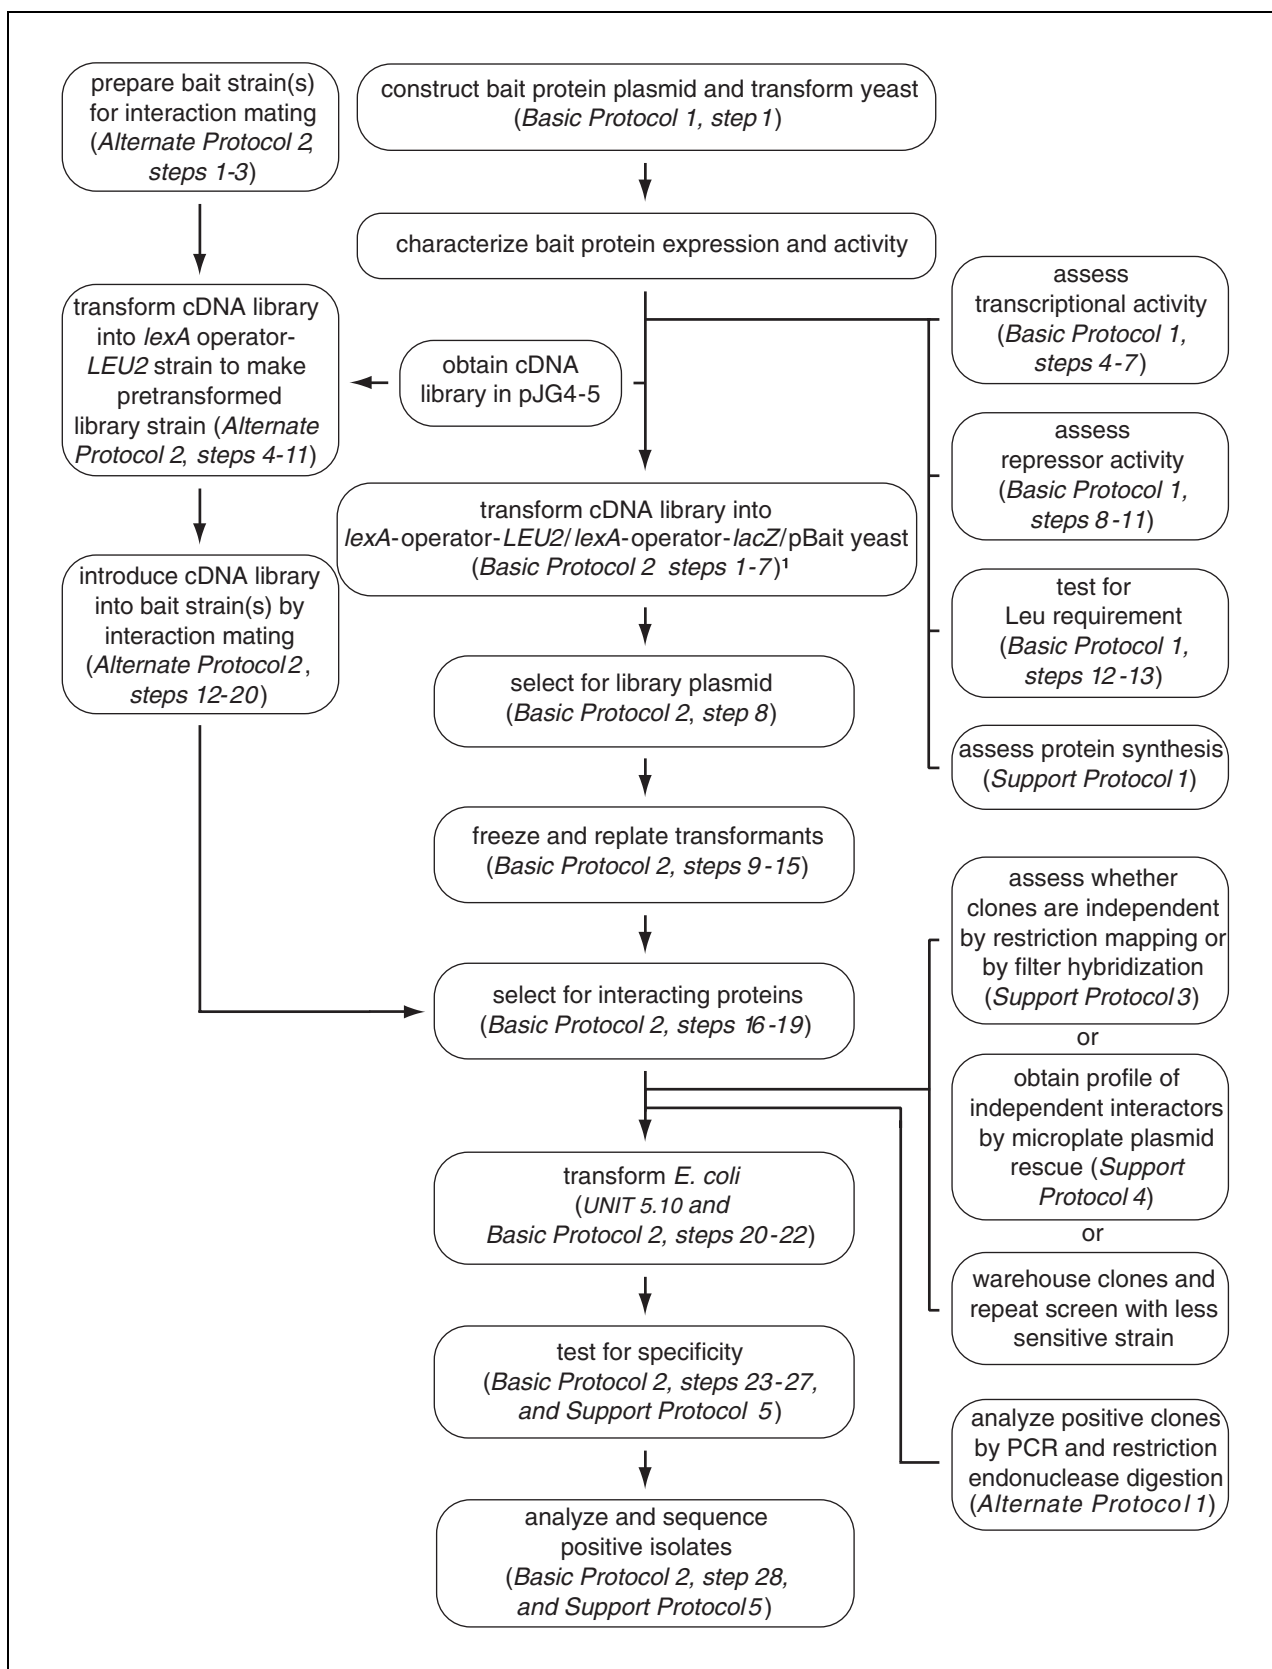 prepare bait strain(s)
for interaction mating
(Alternate Protocol 2,
steps 1-3)
construct bait protein plasmid and transform yeast
(Basic Protocol 1, step 1)
characterize bait protein expression and activity
transform cDNA library
into lexA operator-
LEU2 strain to make
pretransformed
library strain (Alternate
Protocol 2, steps 4-11)
obtain cDNA
library in pJG4-5
assess
transcriptional activity
(Basic Protocol 1,
steps 4-7)
assess
repressor activity
(Basic Protocol 1,
steps 8-11)
transform cDNA library into
lexA-operator-LEU2/lexA-operator-lacZ/pBait yeast
(Basic Protocol 2 steps 1-7)¹
introduce cDNA library
into bait strain(s) by
interaction mating
(Alternate Protocol 2,
steps 12-20)
test for
Leu requirement
(Basic Protocol 1,
steps 12-13)
select for library plasmid
(Basic Protocol 2, step 8)
assess protein synthesis
(Support Protocol 1)
freeze and replate transformants
(Basic Protocol 2, steps 9-15)
assess whether
clones are independent
by restriction mapping or
by filter hybridization
(Support Protocol 3)
select for interacting proteins
(Basic Protocol 2, steps 16-19)
or
obtain profile of
independent interactors
by microplate plasmid
rescue (Support
Protocol 4)
transform E. coli
(UNIT 5.10 and
Basic Protocol 2, steps 20-22)
or
warehouse clones and
repeat screen with less
sensitive strain
test for specificity
(Basic Protocol 2, steps 23-27,
and Support Protocol 5)
analyze positive clones
by PCR and restriction
endonuclease digestion
(Alternate Protocol 1)
analyze and sequence
positive isolates
(Basic Protocol 2, step 28,
and Support Protocol 5)